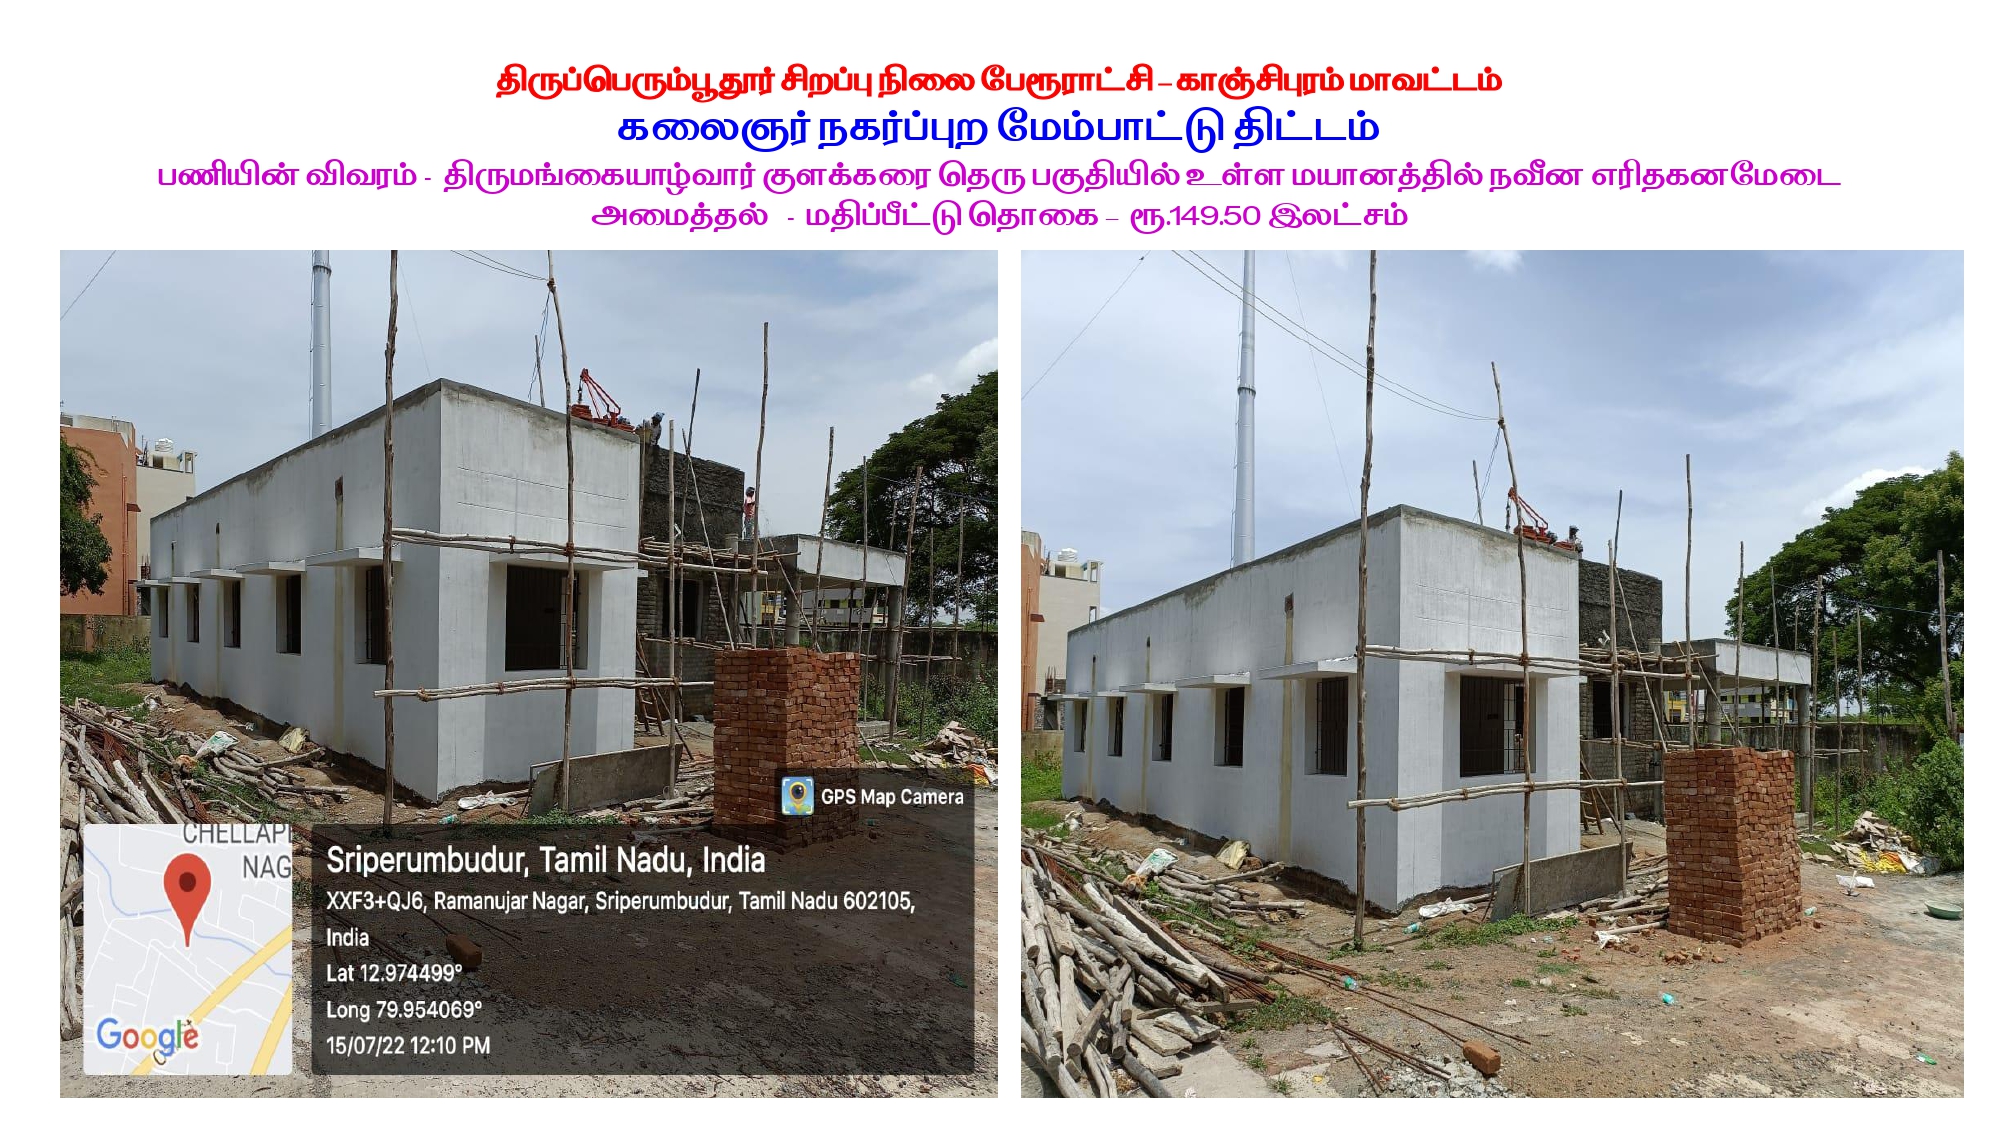 திருப்பெரும்பூதூர் சிறப்பு நிலை பேரூராட்சி – காஞ்சிபுரம் மாவட்டம்
கலைஞர் நகர்ப்புற மேம்பாட்டு திட்டம்
பணியின் விவரம் - திருமங்கையாழ்வார் குளக்கரை தெரு பகுதியில் உள்ள மயானத்தில் நவீன எரிதகனமேடை
அமைத்தல் - மதிப்பீட்டு தொகை – ரூ.149.50 இலட்சம்
GPS Map Camera
CHELLAPE
NAG
Google
Sriperumbudur, Tamil Nadu, India
XXF3+QJ6, Ramanujar Nagar, Sriperumbudur, Tamil Nadu 602105,
India
Lat 12.974499°
Long 79.954069°
15/07/22 12:10 PM